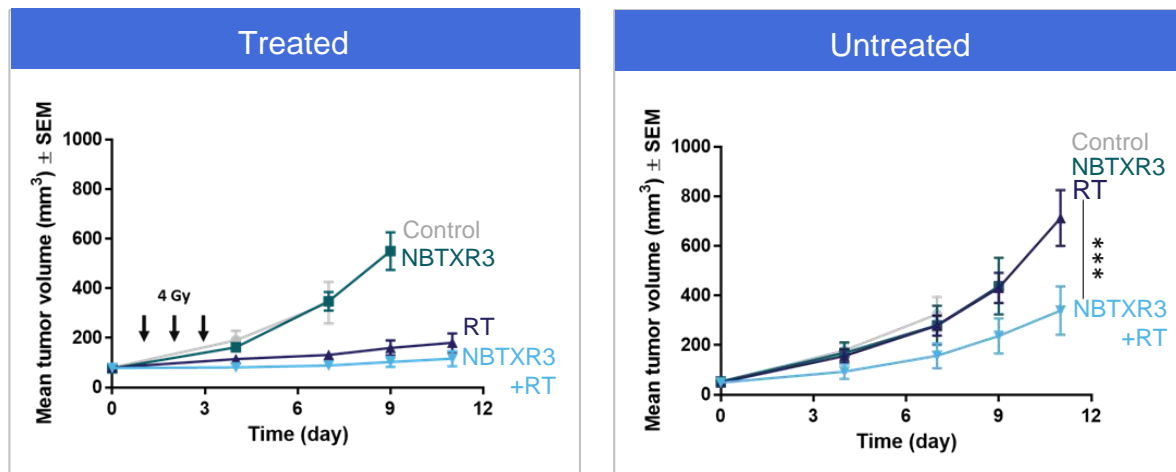 Treated
Mean tumor volume (mm³) ± SEM
1000
800
600
400
200
0
4 Gy
Control
NBTXR3
RT
NBTXR3
+RT
0 3 6 9 12
Time (day)
Untreated
Mean tumor volume (mm³) ± SEM
1000
800
600
400
200
0
Control
NBTXR3
RT
***
NBTXR3
+RT
0 3 6 9 12
Time (day)